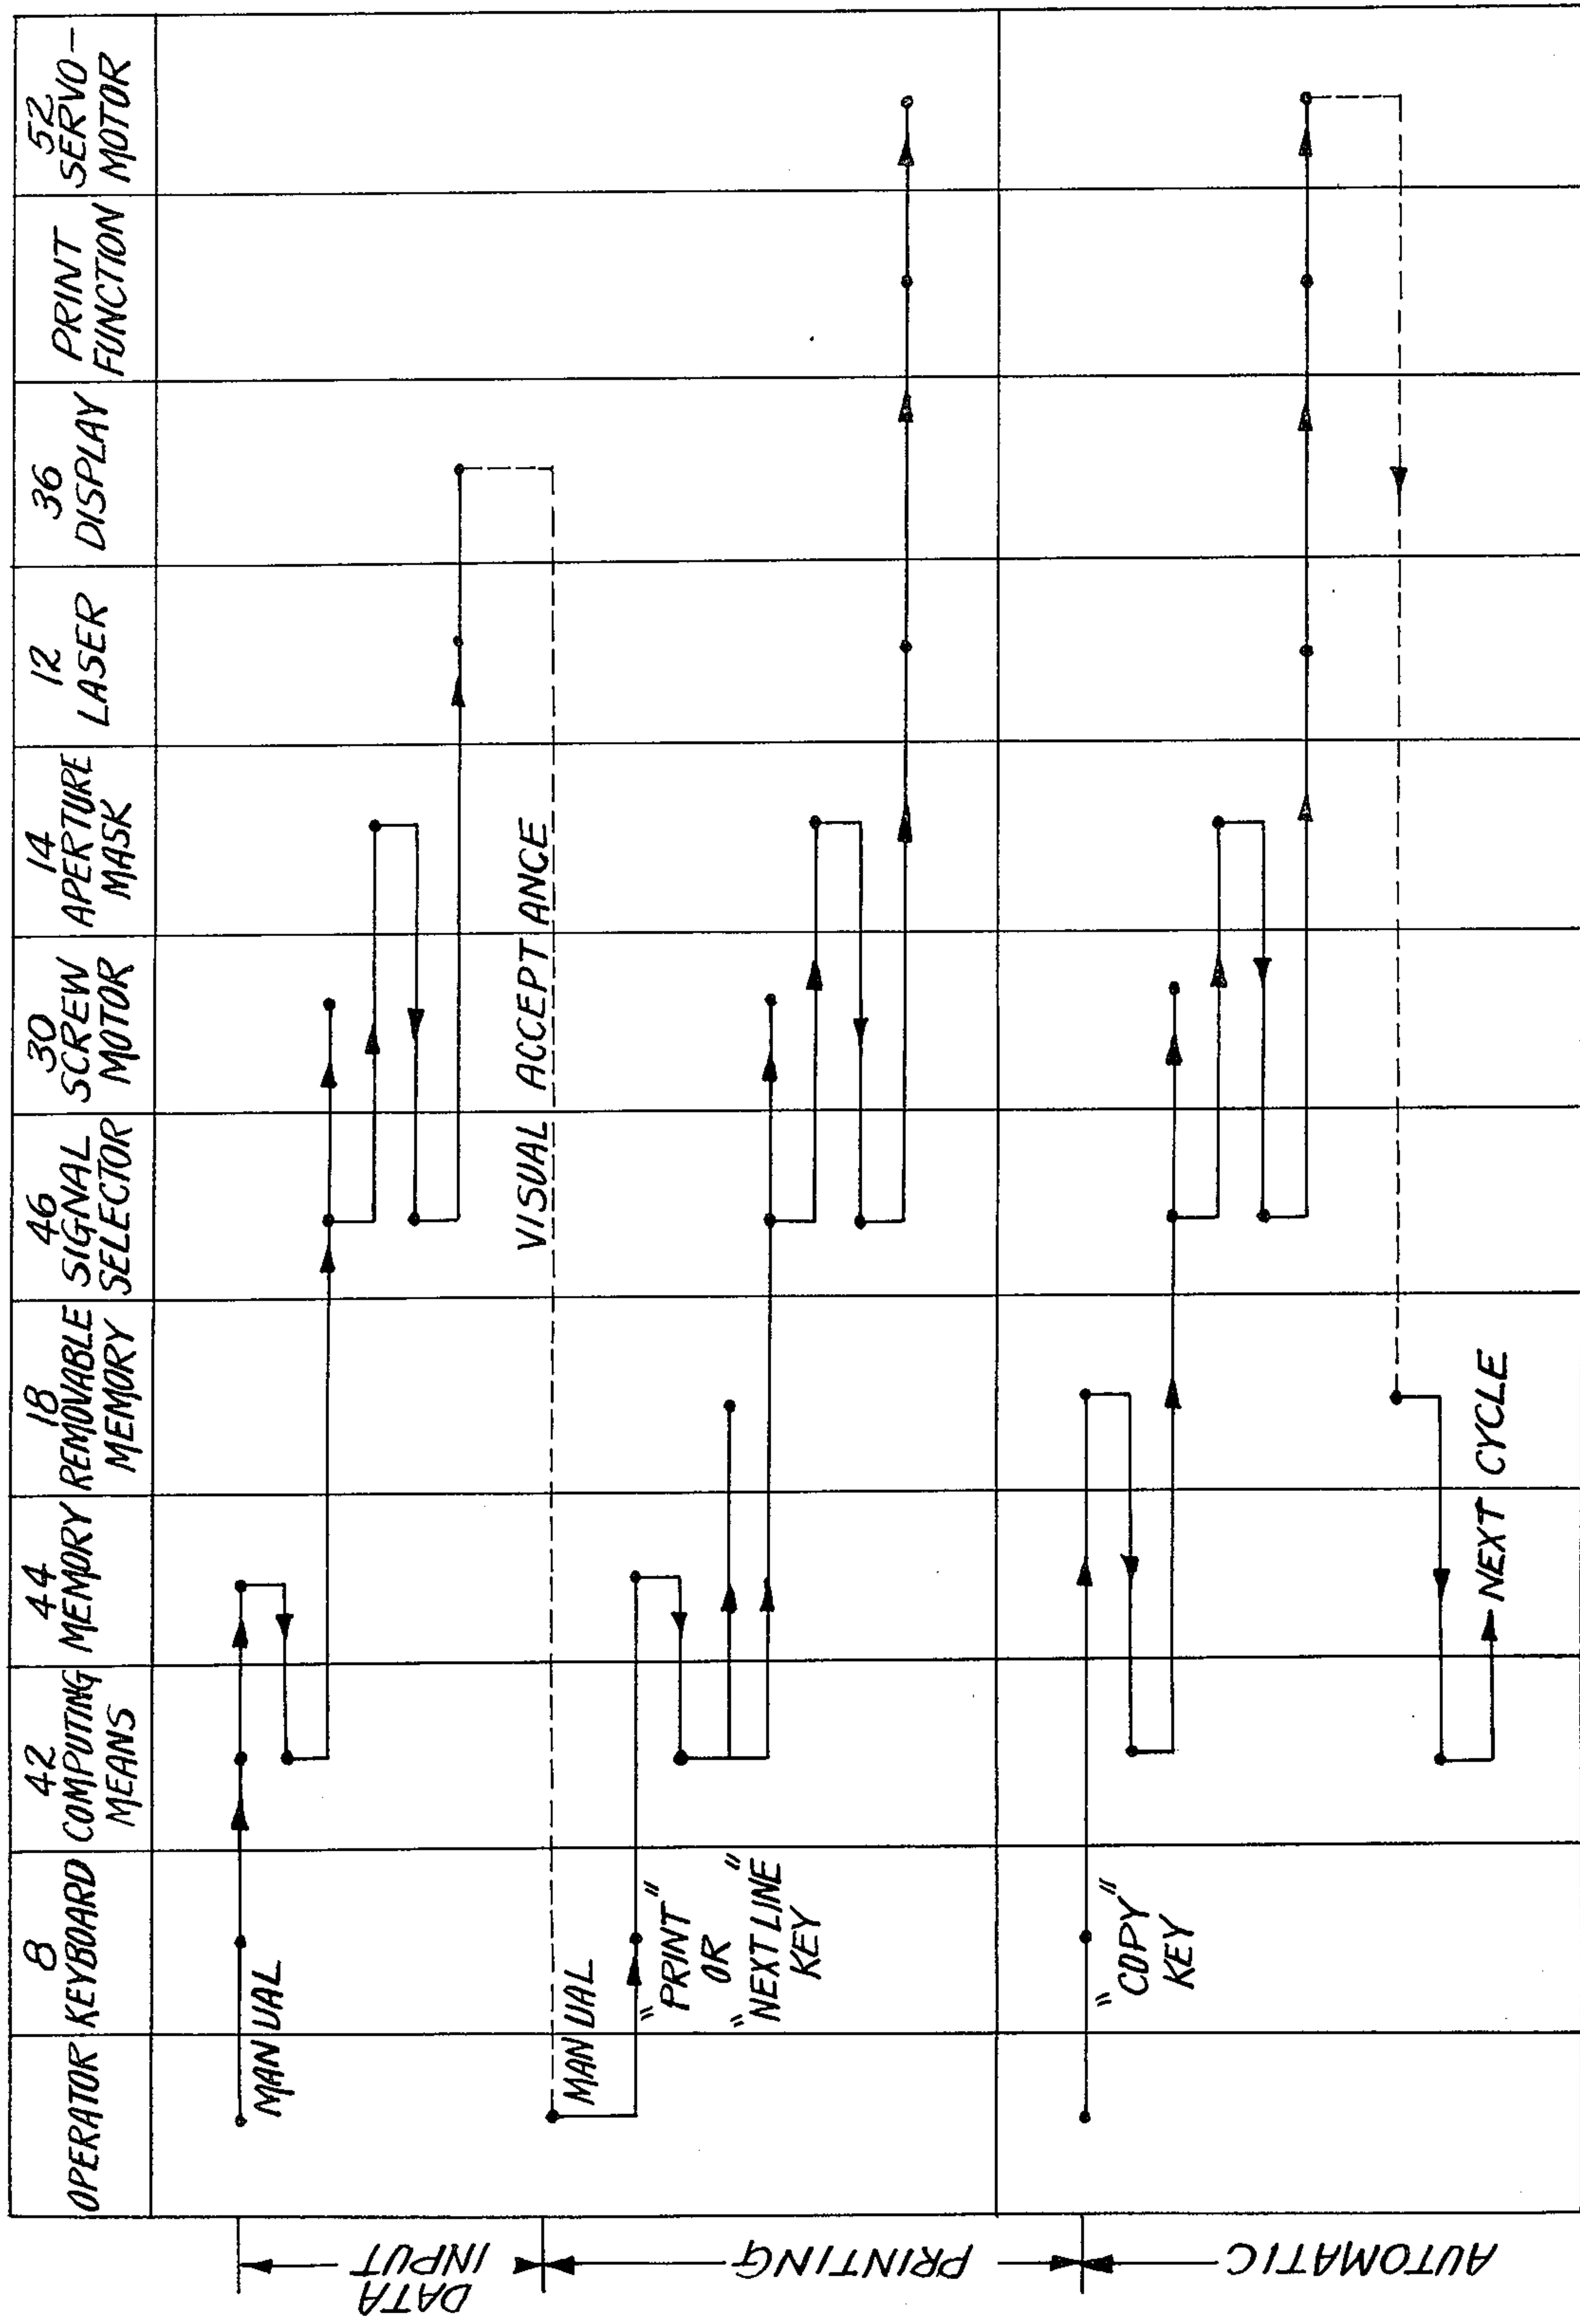 OPERATOR
8
KEYBOARD
42
COMPUTING
MEANS
44
MEMORY
18
REMOVABLE
MEMORY
46
SIGNAL
SELECTOR
30
SCREW
MOTOR
14
APERTURE
MASK
12
LASER
36
DISPLAY
PRINT
FUNCTION
52
SERVO-
MOTOR
DATA
INPUT
MANUAL
VISUAL ACCEPTANCE
PRINTING
MANUAL
"PRINT"
OR
"NEXT LINE"
KEY
AUTOMATIC
"COPY"
KEY
NEXT CYCLE